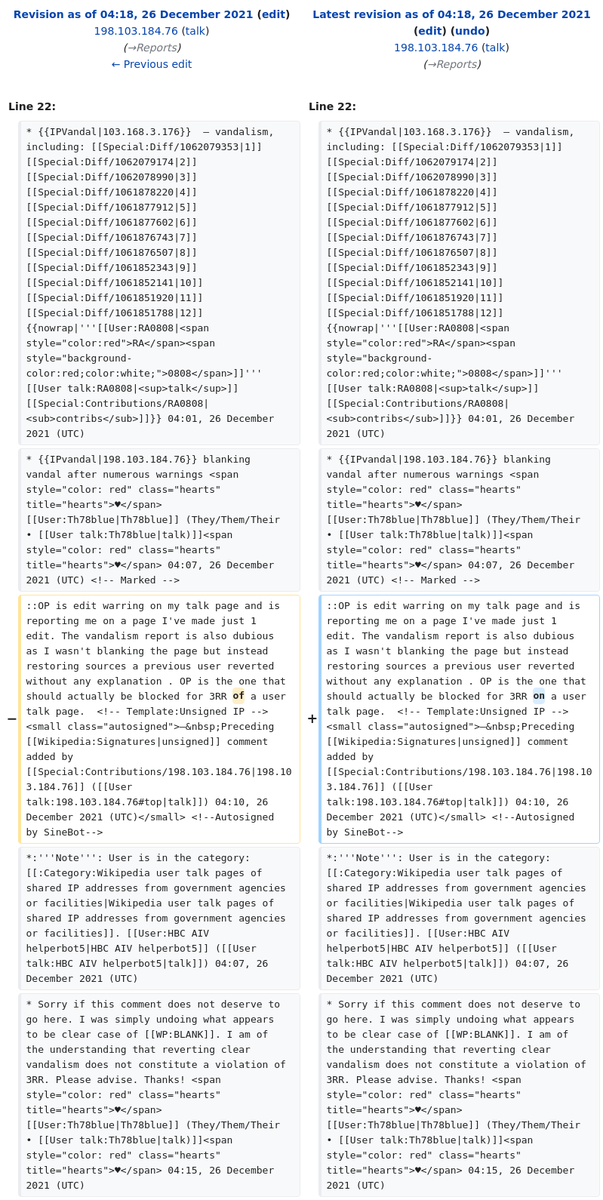 Revision as of 04:18, 26 December 2021 (edit)
198.103.184.76 (talk)
(→Reports)
← Previous edit
Latest revision as of 04:18, 26 December 2021
(edit) (undo)
198.103.184.76 (talk)
(→Reports)
Line 22:
* {{IPVandal|103.168.3.176}}  – vandalism,
including: [[Special:Diff/1062079353|1]]
[[Special:Diff/1062079174|2]]
[[Special:Diff/1062078990|3]]
[[Special:Diff/1061878220|4]]
[[Special:Diff/1061877912|5]]
[[Special:Diff/1061877602|6]]
[[Special:Diff/1061876743|7]]
[[Special:Diff/1061876507|8]]
[[Special:Diff/1061852343|9]]
[[Special:Diff/1061852141|10]]
[[Special:Diff/1061851920|11]]
[[Special:Diff/1061851788|12]]
{{nowrap|'''[[User:RA0808|<span
style="color:red">RA</span><span
style="background-
color:red;color:white;">0808</span>]]'''
[[User talk:RA0808|<sup>talk</sup>]]
[[Special:Contributions/RA0808|
<sub>contribs</sub>]]}} 04:01, 26 December
2021 (UTC)
* {{IPvandal|198.103.184.76}} blanking
vandal after numerous warnings <span
style="color: red" class="hearts"
title="hearts">♥</span>
[[User:Th78blue|Th78blue]] (They/Them/Their
• [[User talk:Th78blue|talk)]]<span
style="color: red" class="hearts"
title="hearts">♥</span> 04:07, 26 December
2021 (UTC) <!-- Marked -->
− ::OP is edit warring on my talk page and is
reporting me on a page I've made just 1
edit. The vandalism report is also dubious
as I wasn't blanking the page but instead
restoring sources a previous user reverted
without any explanation . OP is the one that
should actually be blocked for 3RR of a user
talk page.  <!-- Template:Unsigned IP -->
<small class="autosigned">—&nbsp;Preceding
[[Wikipedia:Signatures|unsigned]] comment
added by
[[Special:Contributions/198.103.184.76|198.10
3.184.76]] ([[User
talk:198.103.184.76#top|talk]]) 04:10, 26
December 2021 (UTC)</small> <!--Autosigned
by SineBot-->
*:'''Note''': User is in the category:
[[:Category:Wikipedia user talk pages of
shared IP addresses from government agencies
or facilities|Wikipedia user talk pages of
shared IP addresses from government agencies
or facilities]]. [[User:HBC AIV
helperbot5|HBC AIV helperbot5]] ([[User
talk:HBC AIV helperbot5|talk]]) 04:07, 26
December 2021 (UTC)
* Sorry if this comment does not deserve to
go here. I was simply undoing what appears
to be clear case of [[WP:BLANK]]. I am of
the understanding that reverting clear
vandalism does not constitute a violation of
3RR. Please advise. Thanks! <span
style="color: red" class="hearts"
title="hearts">♥</span>
[[User:Th78blue|Th78blue]] (They/Them/Their
• [[User talk:Th78blue|talk)]]<span
style="color: red" class="hearts"
title="hearts">♥</span> 04:15, 26 December
2021 (UTC)
Line 22:
* {{IPVandal|103.168.3.176}}  – vandalism,
including: [[Special:Diff/1062079353|1]]
[[Special:Diff/1062079174|2]]
[[Special:Diff/1062078990|3]]
[[Special:Diff/1061878220|4]]
[[Special:Diff/1061877912|5]]
[[Special:Diff/1061877602|6]]
[[Special:Diff/1061876743|7]]
[[Special:Diff/1061876507|8]]
[[Special:Diff/1061852343|9]]
[[Special:Diff/1061852141|10]]
[[Special:Diff/1061851920|11]]
[[Special:Diff/1061851788|12]]
{{nowrap|'''[[User:RA0808|<span
style="color:red">RA</span><span
style="background-
color:red;color:white;">0808</span>]]'''
[[User talk:RA0808|<sup>talk</sup>]]
[[Special:Contributions/RA0808|
<sub>contribs</sub>]]}} 04:01, 26 December
2021 (UTC)
* {{IPvandal|198.103.184.76}} blanking
vandal after numerous warnings <span
style="color: red" class="hearts"
title="hearts">♥</span>
[[User:Th78blue|Th78blue]] (They/Them/Their
• [[User talk:Th78blue|talk)]]<span
style="color: red" class="hearts"
title="hearts">♥</span> 04:07, 26 December
2021 (UTC) <!-- Marked -->
+ ::OP is edit warring on my talk page and is
reporting me on a page I've made just 1
edit. The vandalism report is also dubious
as I wasn't blanking the page but instead
restoring sources a previous user reverted
without any explanation . OP is the one that
should actually be blocked for 3RR on a user
talk page.  <!-- Template:Unsigned IP -->
<small class="autosigned">—&nbsp;Preceding
[[Wikipedia:Signatures|unsigned]] comment
added by
[[Special:Contributions/198.103.184.76|198.10
3.184.76]] ([[User
talk:198.103.184.76#top|talk]]) 04:10, 26
December 2021 (UTC)</small> <!--Autosigned
by SineBot-->
*:'''Note''': User is in the category:
[[:Category:Wikipedia user talk pages of
shared IP addresses from government agencies
or facilities|Wikipedia user talk pages of
shared IP addresses from government agencies
or facilities]]. [[User:HBC AIV
helperbot5|HBC AIV helperbot5]] ([[User
talk:HBC AIV helperbot5|talk]]) 04:07, 26
December 2021 (UTC)
* Sorry if this comment does not deserve to
go here. I was simply undoing what appears
to be clear case of [[WP:BLANK]]. I am of
the understanding that reverting clear
vandalism does not constitute a violation of
3RR. Please advise. Thanks! <span
style="color: red" class="hearts"
title="hearts">♥</span>
[[User:Th78blue|Th78blue]] (They/Them/Their
• [[User talk:Th78blue|talk)]]<span
style="color: red" class="hearts"
title="hearts">♥</span> 04:15, 26 December
2021 (UTC)